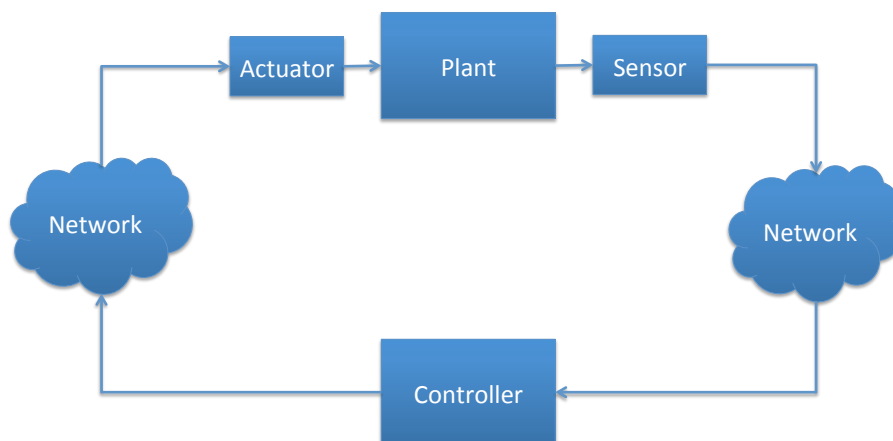 Actuator
Plant
Sensor
Network
Network
Controller